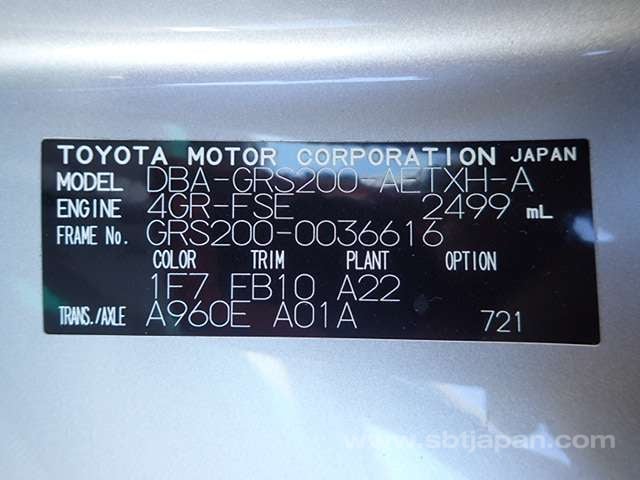 TOYOTA MOTOR CORPORATION JAPAN
MODEL DBA-GRS200-AETXH-A
ENGINE 4GR-FSE 2499 mL
FRAME No. GRS200-0036616
COLOR TRIM PLANT OPTION
1F7 FB10 A22
TRANS./AXLE A960E A01A 721
www.sbtjapan.com